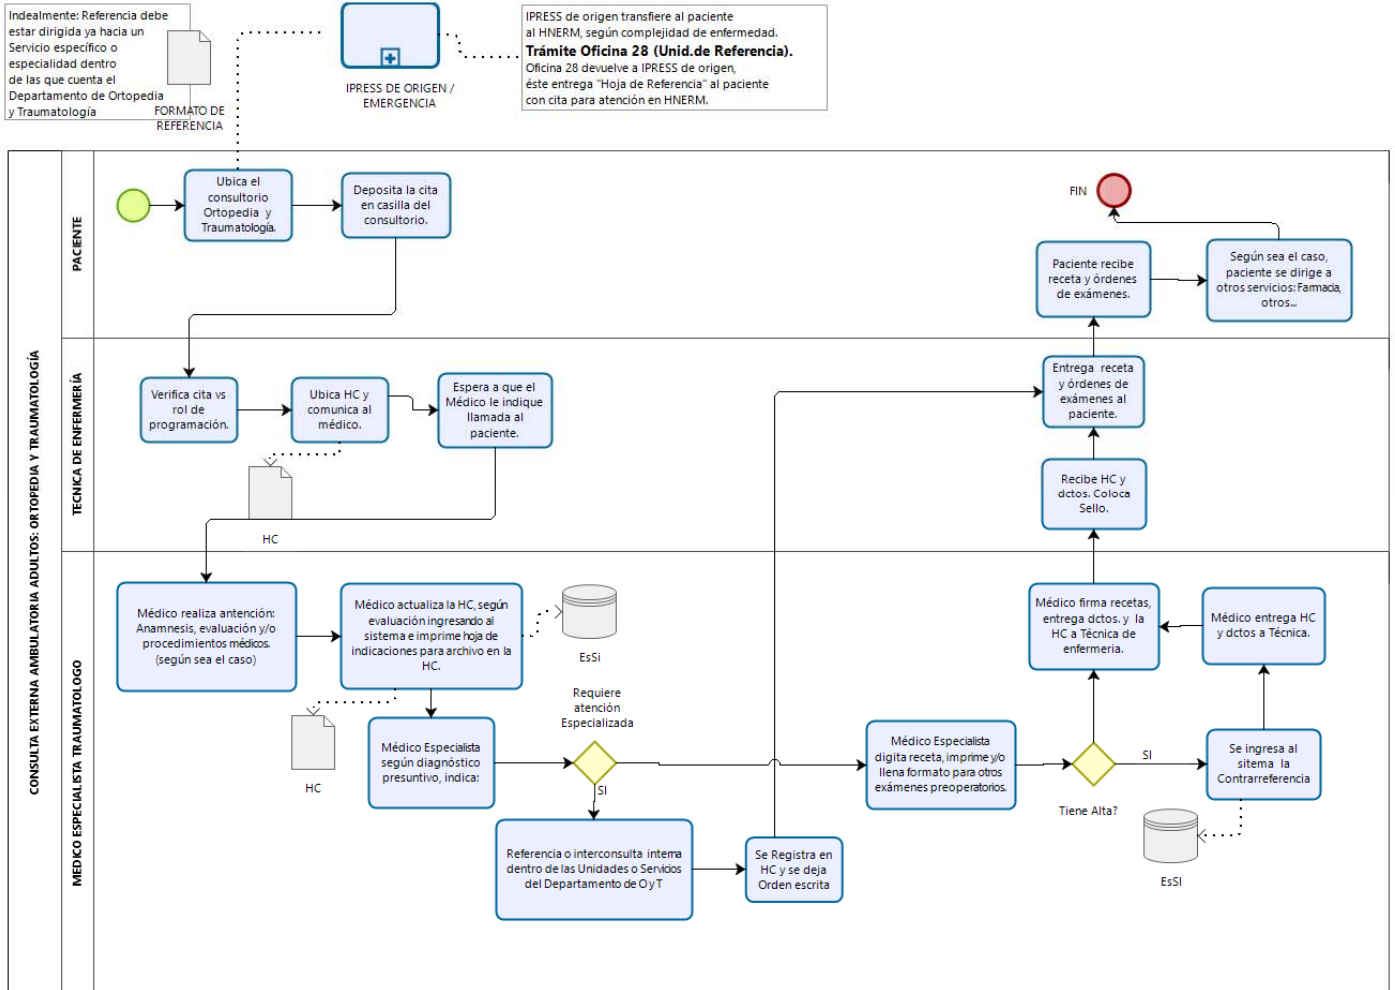 Indealmente: Referencia debe
estar dirigida ya hacia un
Servicio específico o
especialidad dentro
de las que cuenta el
Departamento de Ortopedia
y Traumatología
FORMATO DE
REFERENCIA
IPRESS DE ORIGEN /
EMERGENCIA
IPRESS de origen transfiere al paciente
al HNERM, según complejidad de enfermedad.
Trámite Oficina 28 (Unid.de Referencia).
Oficina 28 devuelve a IPRESS de origen,
éste entrega "Hoja de Referencia" al paciente
con cita para atención en HNERM.
CONSULTA EXTERNA AMBULATORIA ADULTOS: ORTOPEDIA Y TRAUMATOLOGÍA
PACIENTE
Ubica el
consultorio
Ortopedia y
Traumatología.
Deposita la cita
en casilla del
consultorio.
FIN
Paciente recibe
receta y órdenes
de exámenes.
Según sea el caso,
paciente se dirige a
otros servicios: Farmacia,
otros...
TECNICA DE ENFERMERÍA
Verifica cita vs
rol de
programación.
Ubica HC y
comunica al
médico.
Espera a que el
Médico le indique
llamada al
paciente.
HC
Entrega receta
y órdenes de
exámenes al
paciente.
Recibe HC y
dctos. Coloca
Sello.
MEDICO ESPECIALISTA TRAUMATOLOGO
Médico realiza antención:
Anamnesis, evaluación y/o
procedimientos médicos.
(según sea el caso)
Médico actualiza la HC, según
evaluación ingresando al
sistema e imprime hoja de
indicaciones para archivo en la
HC.
EsSi
HC
Médico Especialista
según diagnóstico
presuntivo, indica:
Requiere
atención
Especializada
SI
Referencia o interconsulta interna
dentro de las Unidades o Servicios
del Departamento de O y T
Se Registra en
HC y se deja
Orden escrita
Médico Especialista
digita receta, imprime y/o
llena formato para otros
exámenes preoperatorios.
Tiene Alta?
SI
Médico firma recetas,
entrega dctos. y la
HC a Técnica de
enfermeria.
Médico entrega HC
y dctos a Técnica.
Se ingresa al
sitema la
Contrarreferencia
EsSI